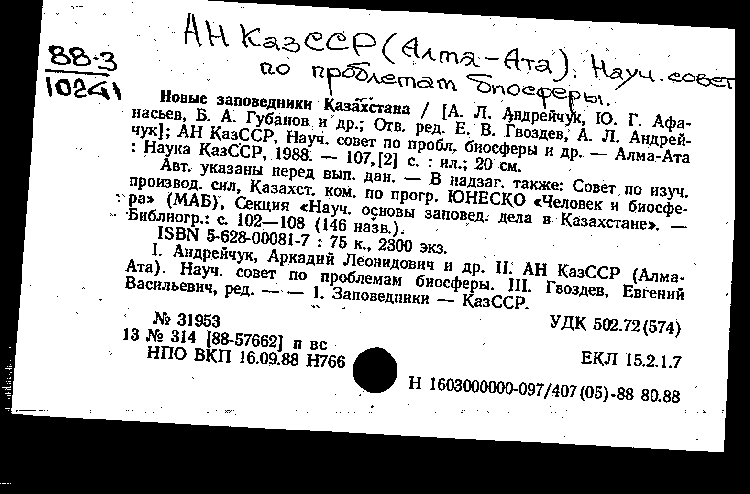 АН КазССР (Алма-Ата). Науч. совет
по проблемам биосферы.
88-3
10241
Новые заповедники Казахстана / [А. Л. Андрейчук, Ю. Г. Афа-
насьев, Б. А. Губанов и др.; Отв. ред. Е. В. Гвоздев, А. Л. Андрей-
чук]; АН КазССР, Науч. совет по пробл. биосферы и др. — Алма-Ата
: Наука КазССР, 1988. — 107,[2] с. : ил.; 20 см.
Авт. указаны перед вып. дан. — В надзаг. также: Совет по изуч.
производ. сил, Казахст. ком. по прогр. ЮНЕСКО «Человек и биосфе-
ра» (МАБ), Секция «Науч. основы заповед. дела в Казахстане». —
Библиогр.: с. 102—108 (146 назв.).
ISBN 5-628-00081-7 : 75 к., 2300 экз.
I. Андрейчук, Аркадий Леонидович и др. II. АН КазССР (Алма-
Ата). Науч. совет по проблемам биосферы. III. Гвоздев, Евгений
Васильевич, ред. — — 1. Заповедники — КазССР.
№ 31953
УДК 502.72(574)
13 № 314 [88-57662] п вс
НПО ВКП 16.09.88 Н766
ЕКЛ 15.2.1.7
Н 1603000000-097/407(05)-88 80.88